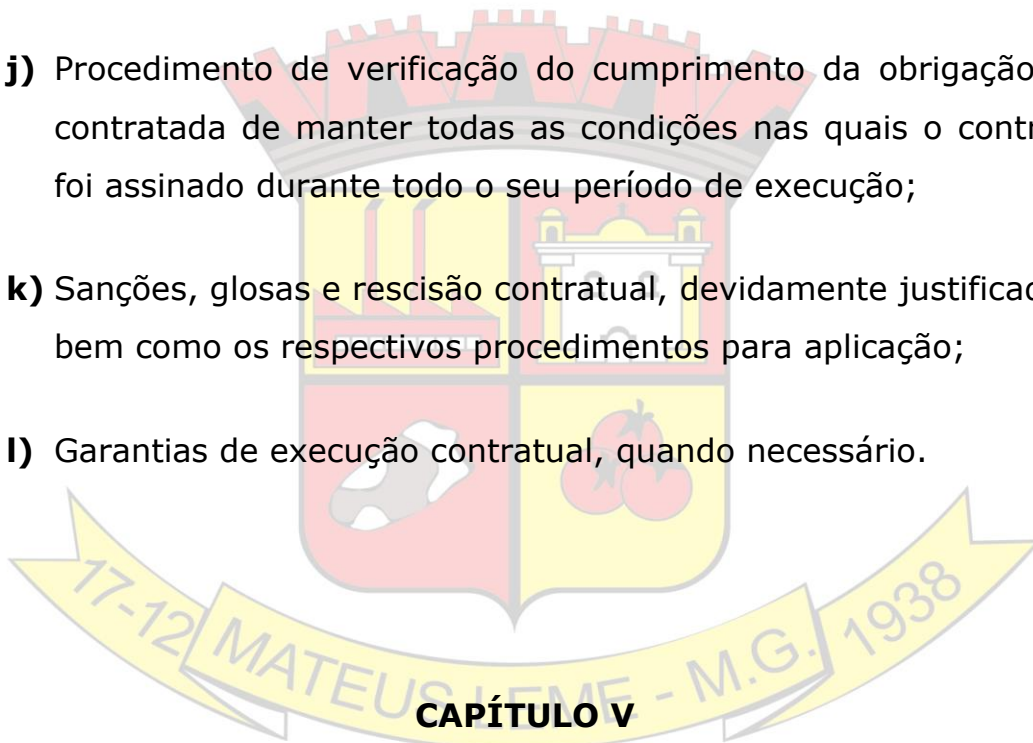 j) Procedimento de verificação do cumprimento da obrigação
contratada de manter todas as condições nas quais o contr
foi assinado durante todo o seu período de execução;
k) Sanções, glosas e rescisão contratual, devidamente justificad
bem como os respectivos procedimentos para aplicação;
l) Garantias de execução contratual, quando necessário.
17-12 MATEUS LEME - M.G. 1938
CAPÍTULO V